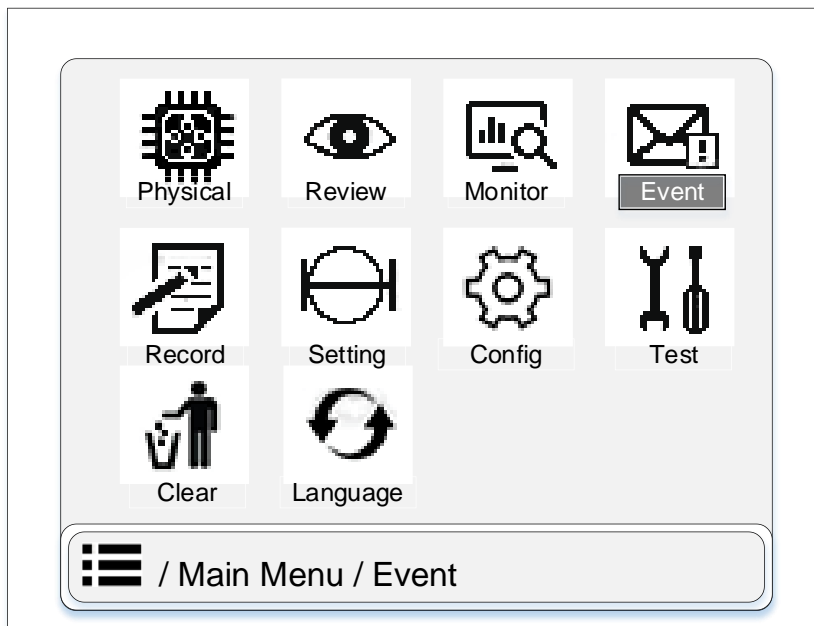 Physical Review Monitor Event
Record Setting Config Test
Clear Language
/ Main Menu / Event